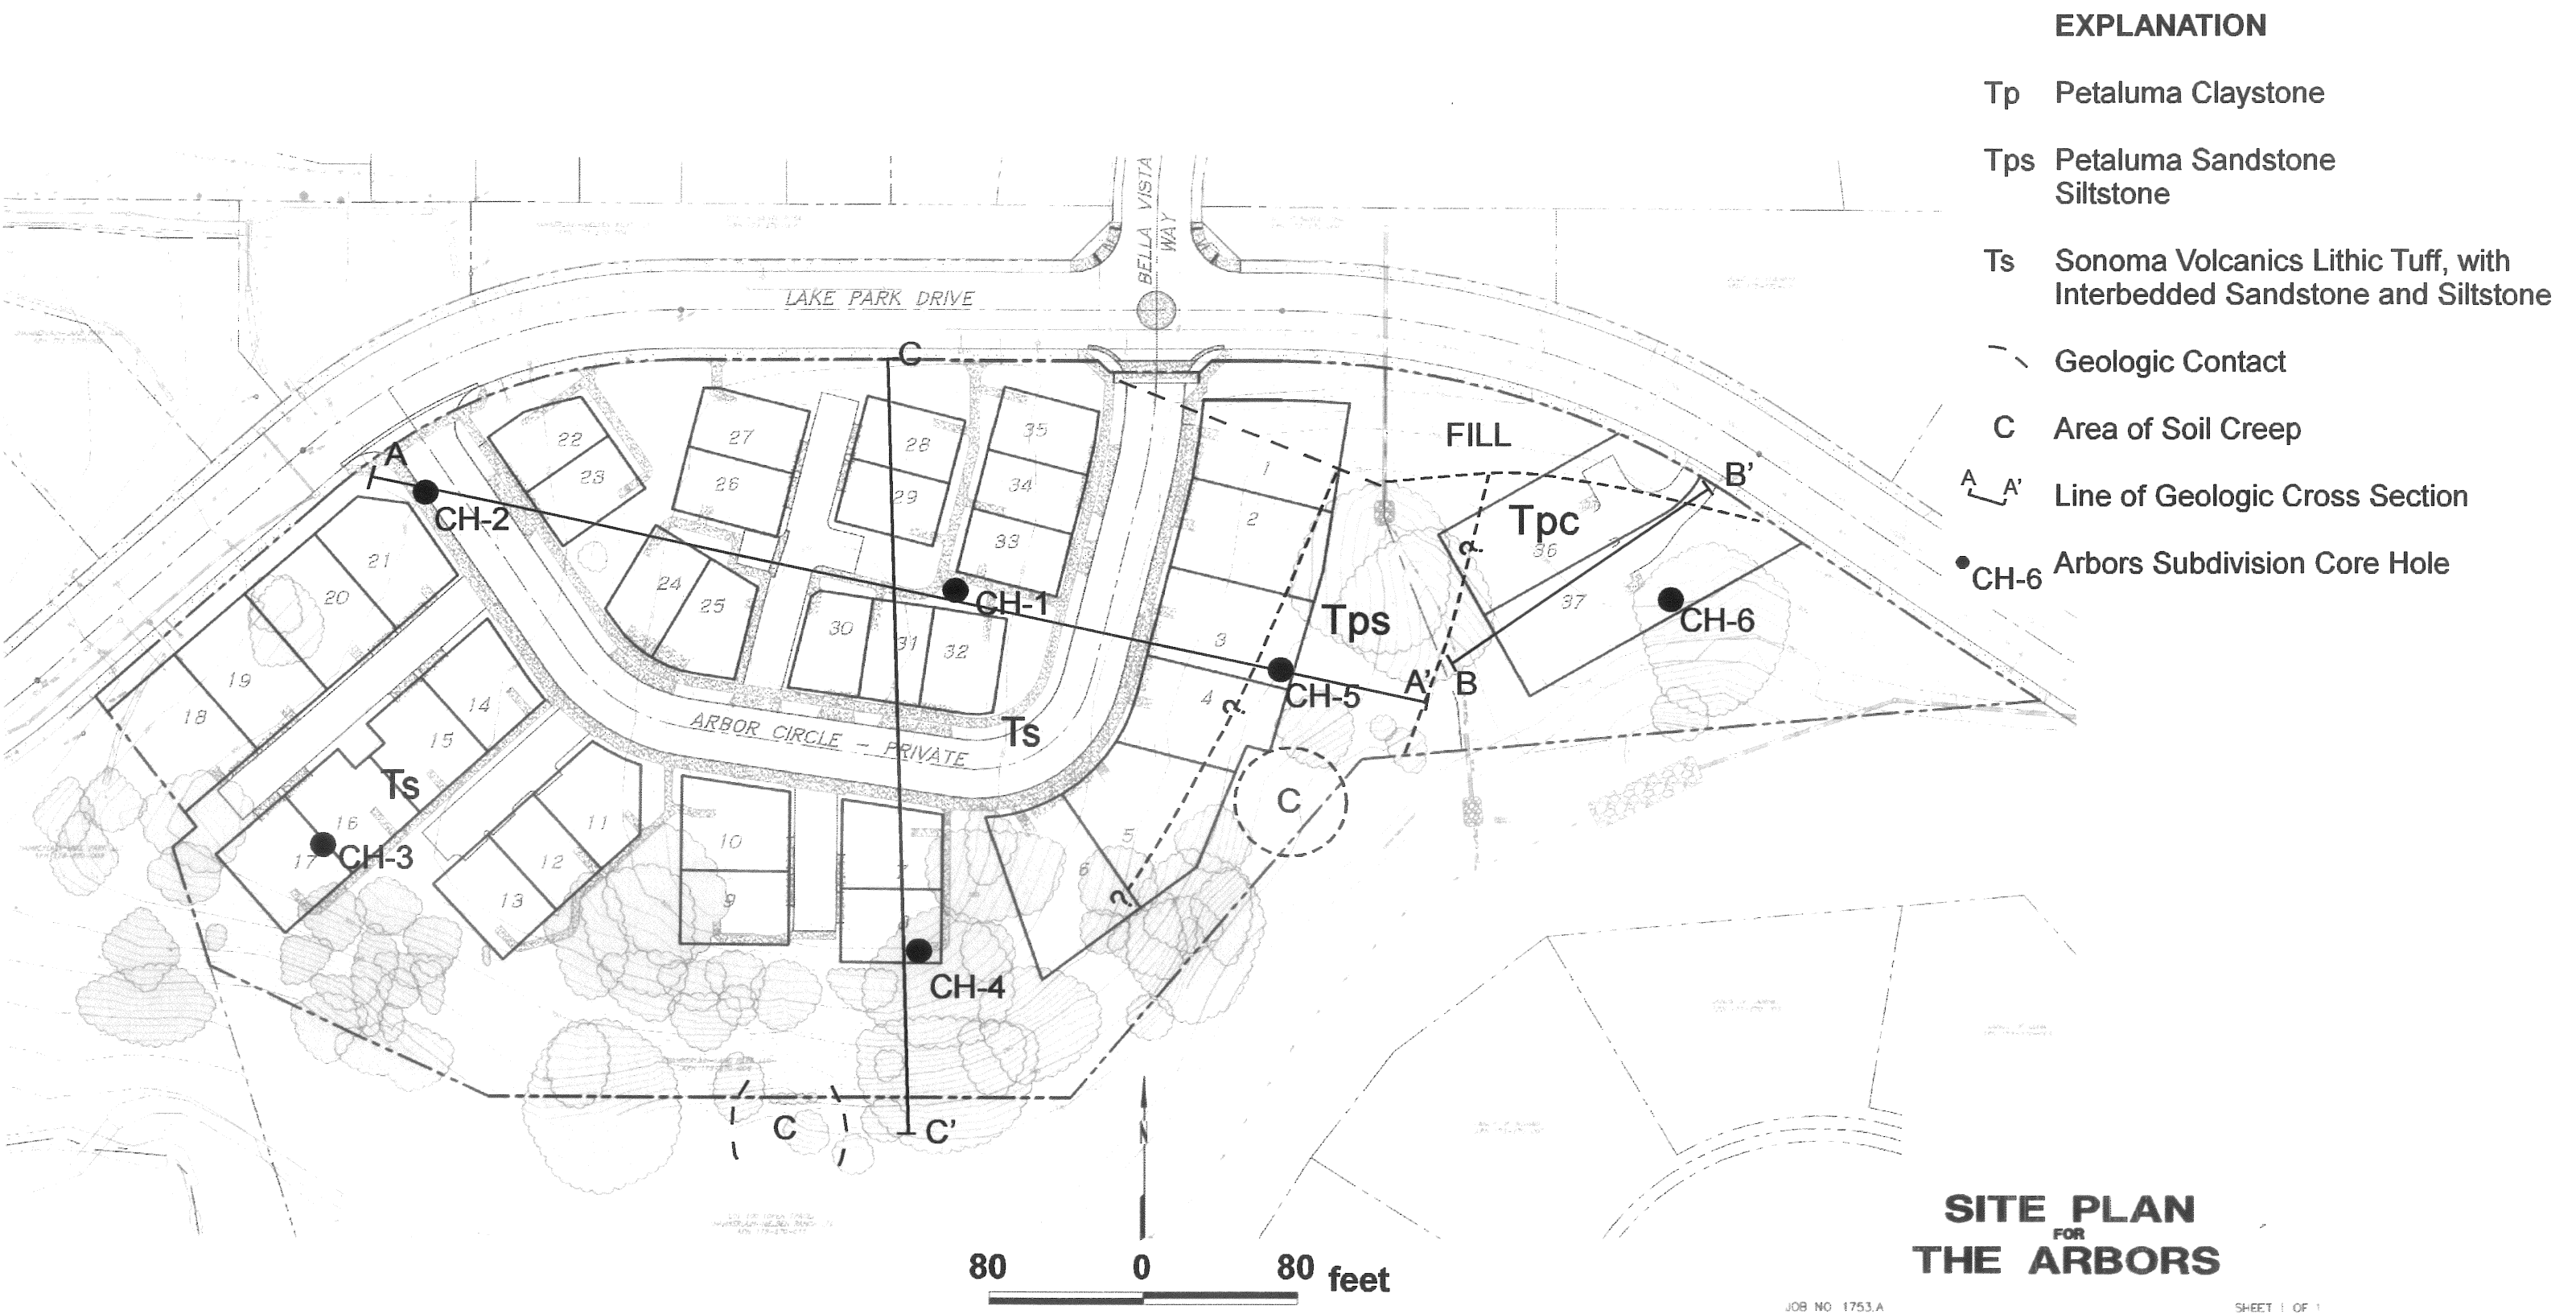 EXPLANATION
Tp Petaluma Claystone
Tps Petaluma Sandstone
Siltstone
Ts Sonoma Volcanics Lithic Tuff, with
Interbedded Sandstone and Siltstone
Geologic Contact
C Area of Soil Creep
A A' Line of Geologic Cross Section
CH-6 Arbors Subdivision Core Hole
BELLA VISTA
WAY
LAKE PARK DRIVE
C
35
27
28
22
FILL
A
1
34
23
26
29
B'
CH-2
2
Tpc
33
36
?
21
24
25
20
CH-1
37
30
31
32
Tps
CH-6
3
19
14
4
CH-5
A'
B
18
?
ARBOR CIRCLE - PRIVATE
Ts
15
Ts
C
16
11
10
5
17
CH-3
12
7
6
13
9
8
?
CH-4
C
C'
N
80 0 80 feet
SITE PLAN
FOR
THE ARBORS
JOB NO 1753.A
SHEET 1 OF 1